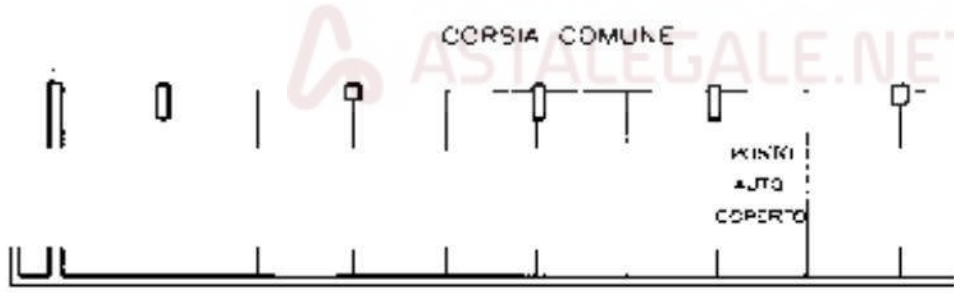 ASTALEGALE.NET
CORSIA COMUNE
POSTO
AUTO
COPERTO